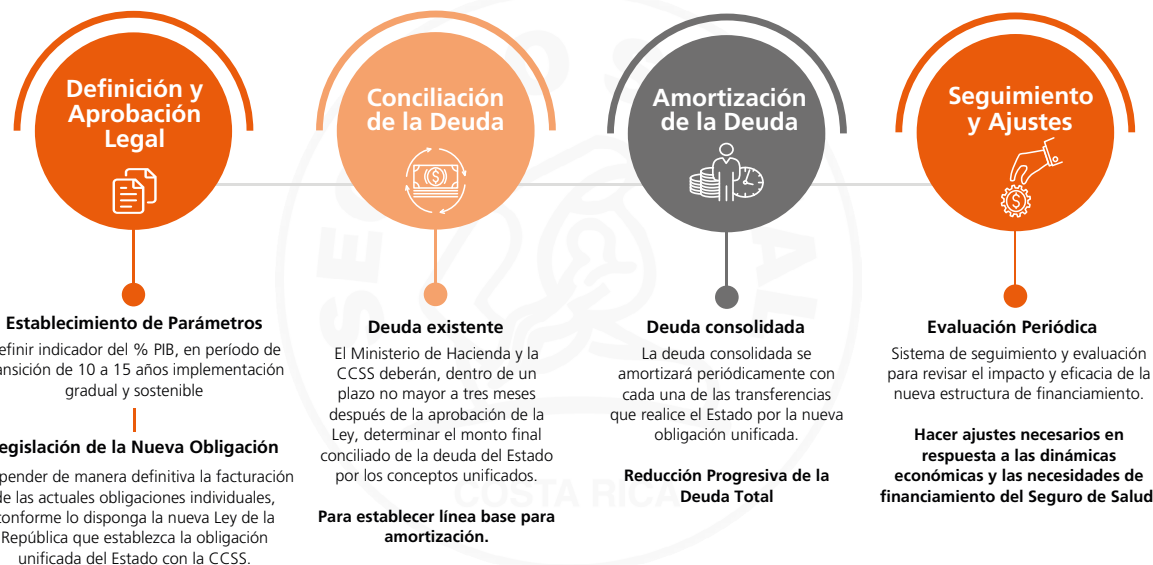 Definición y
Aprobación
Legal
Establecimiento de Parámetros
efinir indicador del % PIB, en período de
ansición de 10 a 15 años implementación
gradual y sostenible
egislación de la Nueva Obligación
pender de manera definitiva la facturación
de las actuales obligaciones individuales,
conforme lo disponga la nueva Ley de la
República que establezca la obligación
unificada del Estado con la CCSS.
Conciliación
de la Deuda
Deuda existente
El Ministerio de Hacienda y la
CCSS deberán, dentro de un
plazo no mayor a tres meses
después de la aprobación de la
Ley, determinar el monto final
conciliado de la deuda del Estado
por los conceptos unificados.
Para establecer línea base para
amortización.
Amortización
de la Deuda
Deuda consolidada
La deuda consolidada se
amortizará periódicamente con
cada una de las transferencias
que realice el Estado por la nueva
obligación unificada.
Reducción Progresiva de la
Deuda Total
Seguimiento
y Ajustes
Evaluación Periódica
Sistema de seguimiento y evaluación
para revisar el impacto y eficacia de la
nueva estructura de financiamiento.
Hacer ajustes necesarios en
respuesta a las dinámicas
económicas y las necesidades de
financiamiento del Seguro de Salud
COSTA RICA